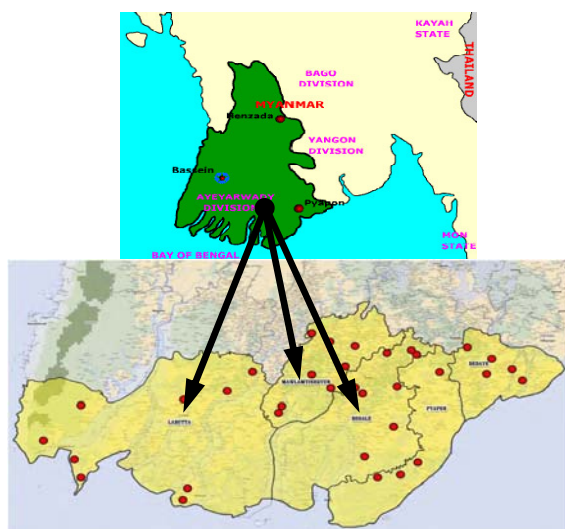 KAYAH
STATE
THAILAND
BAGO
DIVISION
MYANMAR
Henzada
YANGON
DIVISION
Bassein
AYEYARWADY
DIVISION
Pyapon
MON
STATE
BAY OF BENGAL
DEDAYE
MAWLAMYINEGYUN
PYAPON
LABUTTA
BOGALE